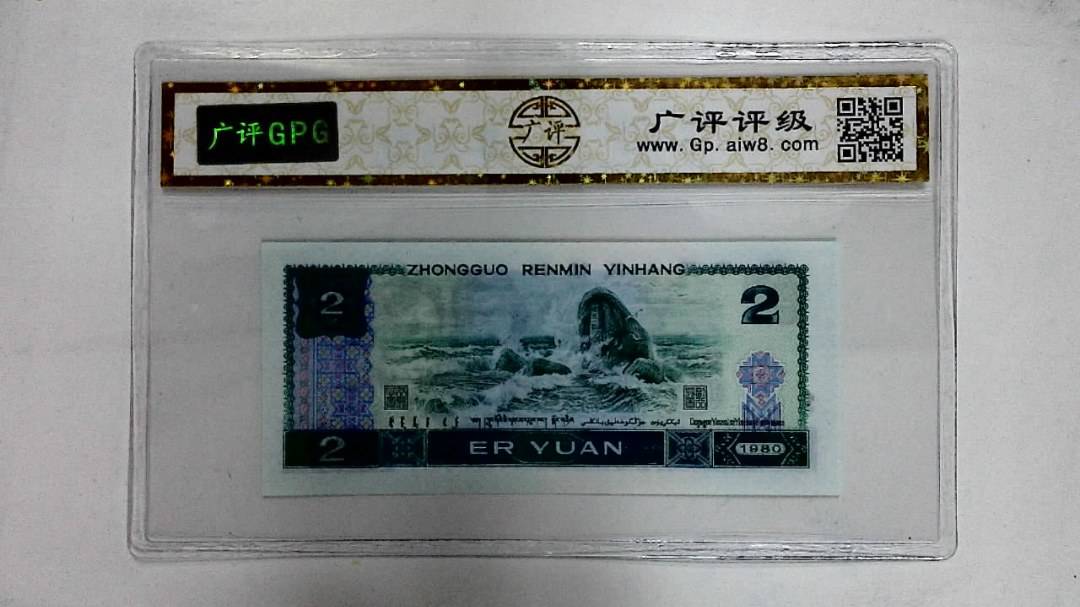 广评GPG
广评
广评评级
www.Gp.aiw8.com
ZHONGGUO RENMIN YINHANG
2
2
2
ER YUAN
1980